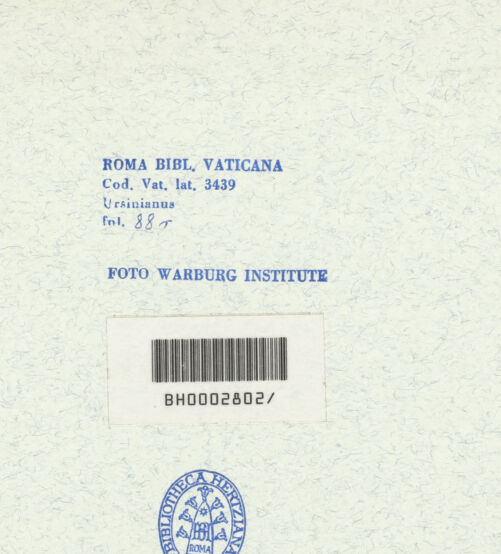 ROMA BIBL. VATICANA
Cod. Vat. lat. 3439
Ursinianus
fol. 88 r
FOTO WARBURG INSTITUTE
BH0002802/
BIBLIOTHECA HERTZIANA
ROMA